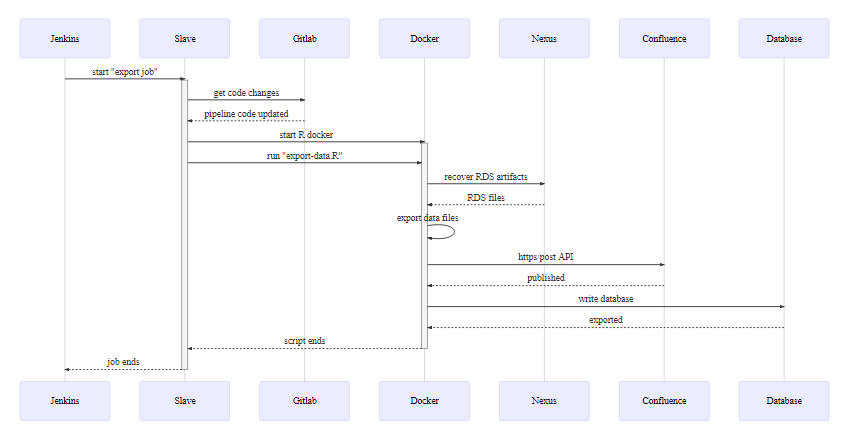 Jenkins
Slave
Gitlab
Docker
Nexus
Confluence
Database
start "export job"
get code changes
pipeline code updated
start R docker
run "export-data.R"
recover RDS artifacts
RDS files
export data files
https/post API
published
write database
exported
script ends
job ends
Jenkins
Slave
Gitlab
Docker
Nexus
Confluence
Database